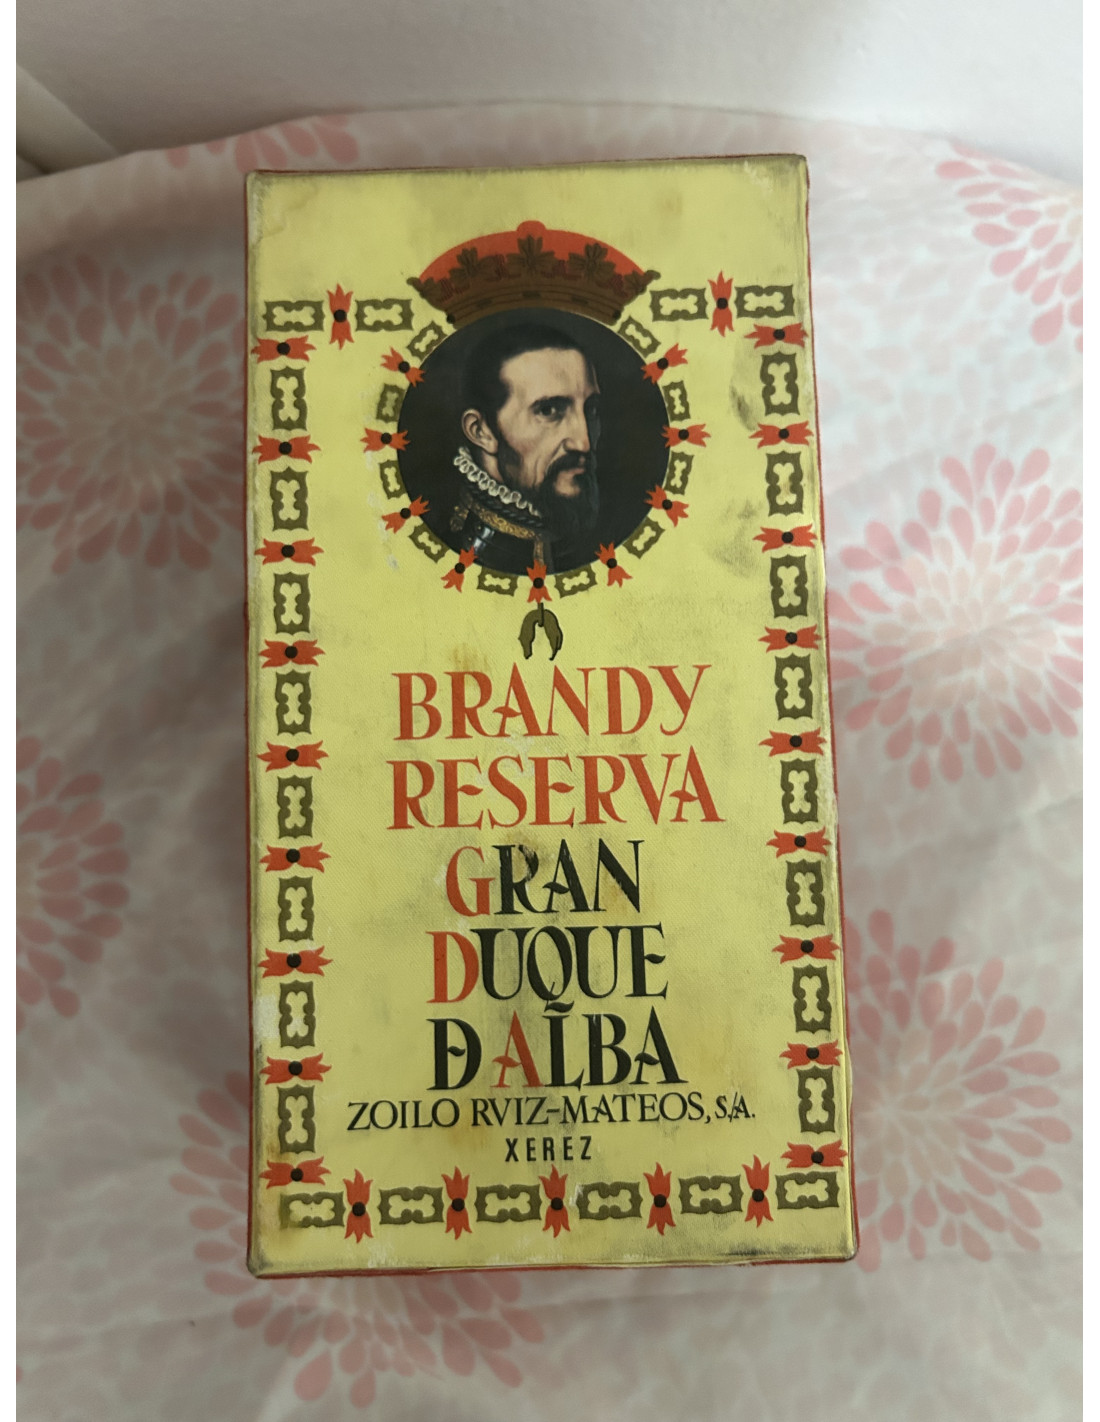 BRANDY
RESERVA
GRAN
DUQUE
D ALBA
ZOILO RVIZ-MATEOS, S/A.
XEREZ